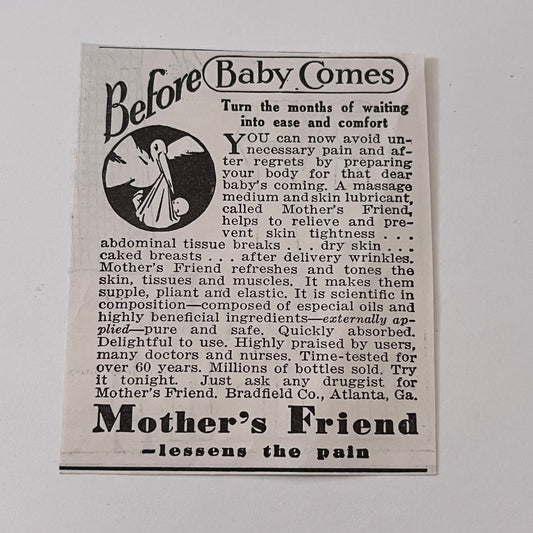 Before Baby Comes
Turn the months of waiting
into ease and comfort
YOU can now avoid un-
necessary pain and af-
ter regrets by preparing
your body for that dear
baby's coming. A massage
medium and skin lubricant,
called Mother's Friend,
helps to relieve and pre-
vent skin tightness . . .
abdominal tissue breaks . . . dry skin . . .
caked breasts . . . after delivery wrinkles.
Mother's Friend refreshes and tones the
skin, tissues and muscles. It makes them
supple, pliant and elastic. It is scientific in
composition—composed of especial oils and
highly beneficial ingredients—externally ap-
plied—pure and safe. Quickly absorbed.
Delightful to use. Highly praised by users,
many doctors and nurses. Time-tested for
over 60 years. Millions of bottles sold. Try
it tonight. Just ask any druggist for
Mother's Friend. Bradfield Co., Atlanta, Ga.
Mother's Friend
—lessens the pain